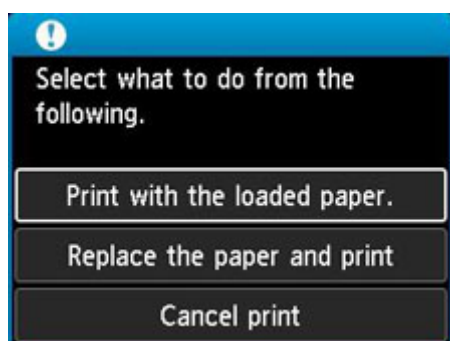 Select what to do from the
following.
Print with the loaded paper.
Replace the paper and print
Cancel print